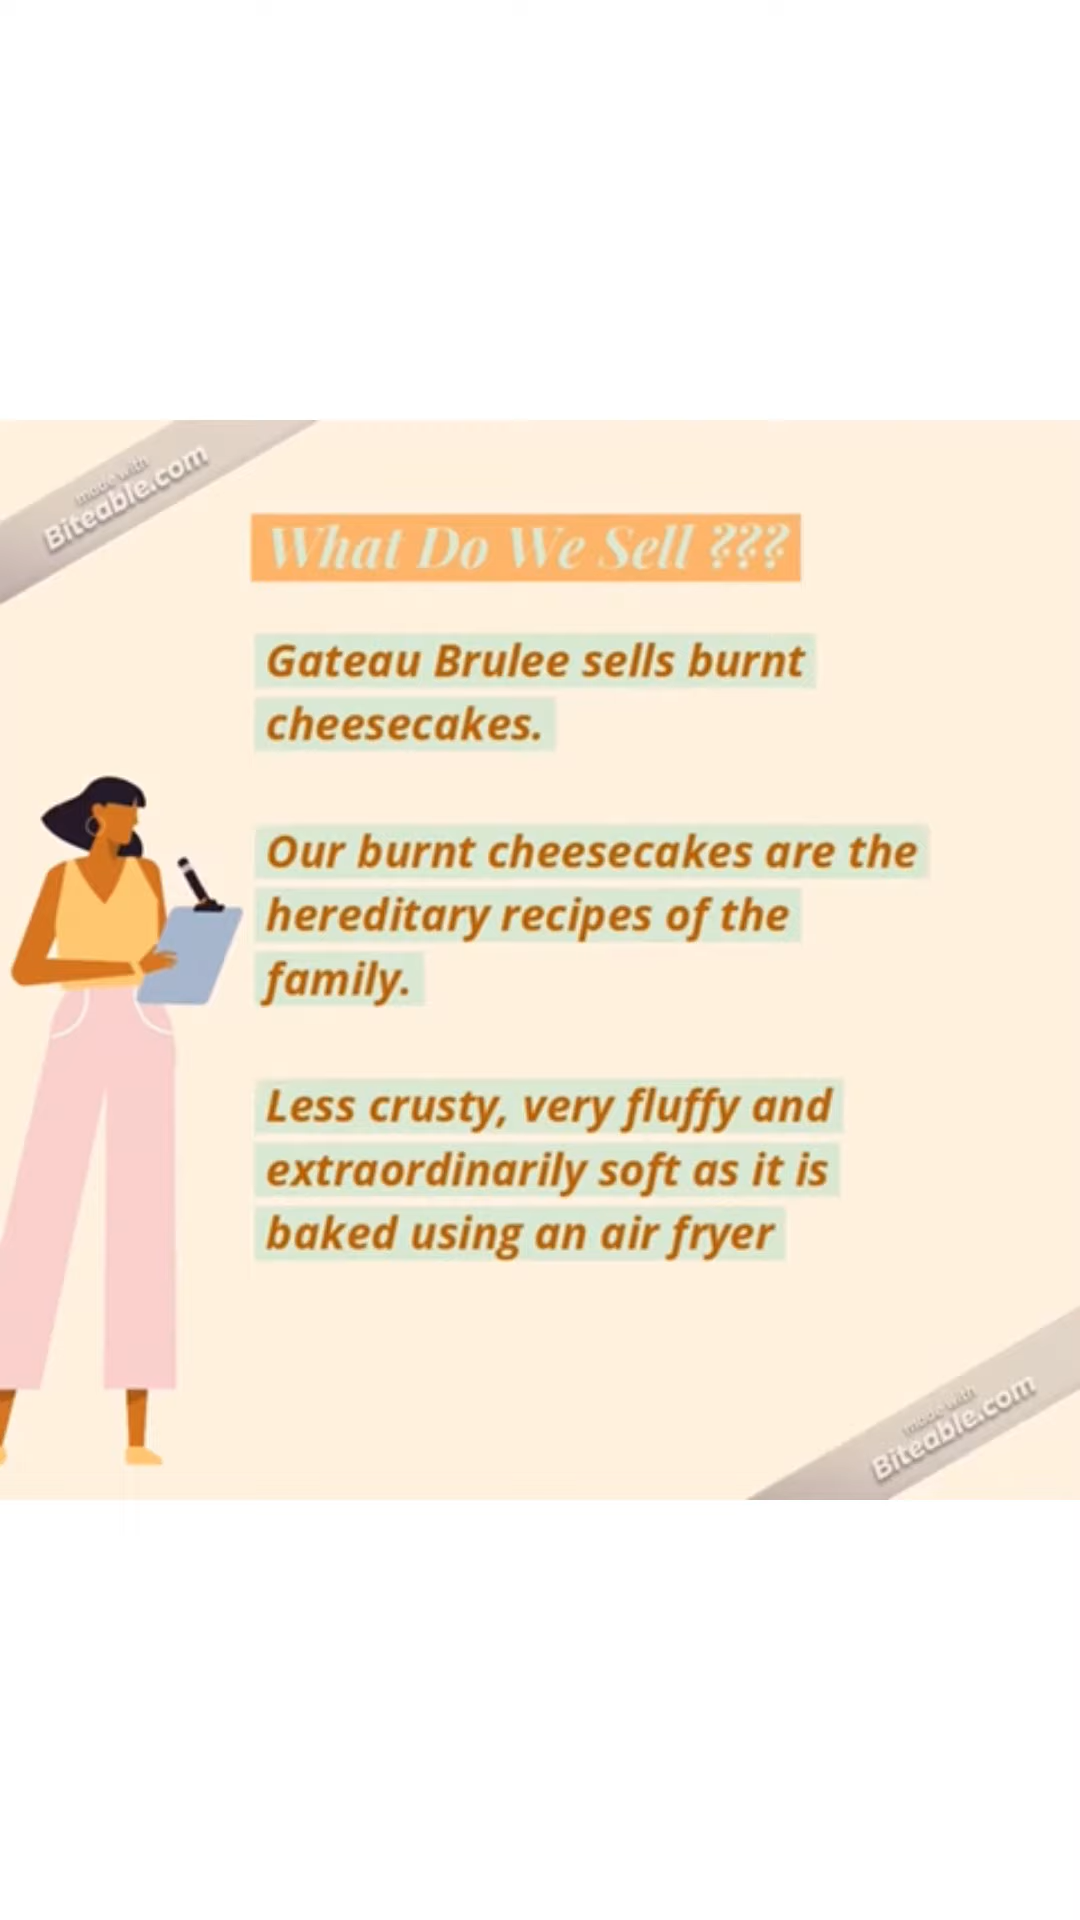 made with
Biteable.com
What Do We Sell ???
Gateau Brulee sells burnt
cheesecakes.
Our burnt cheesecakes are the
hereditary recipes of the
family.
Less crusty, very fluffy and
extraordinarily soft as it is
baked using an air fryer
made with
Biteable.com